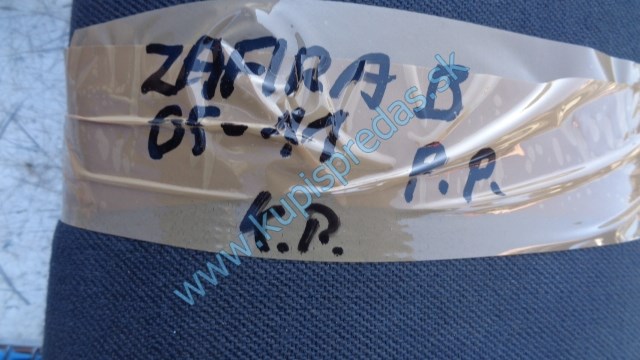 ZAFIRA B
05-11
P.P.
k.p.
www.kupispredas.sk